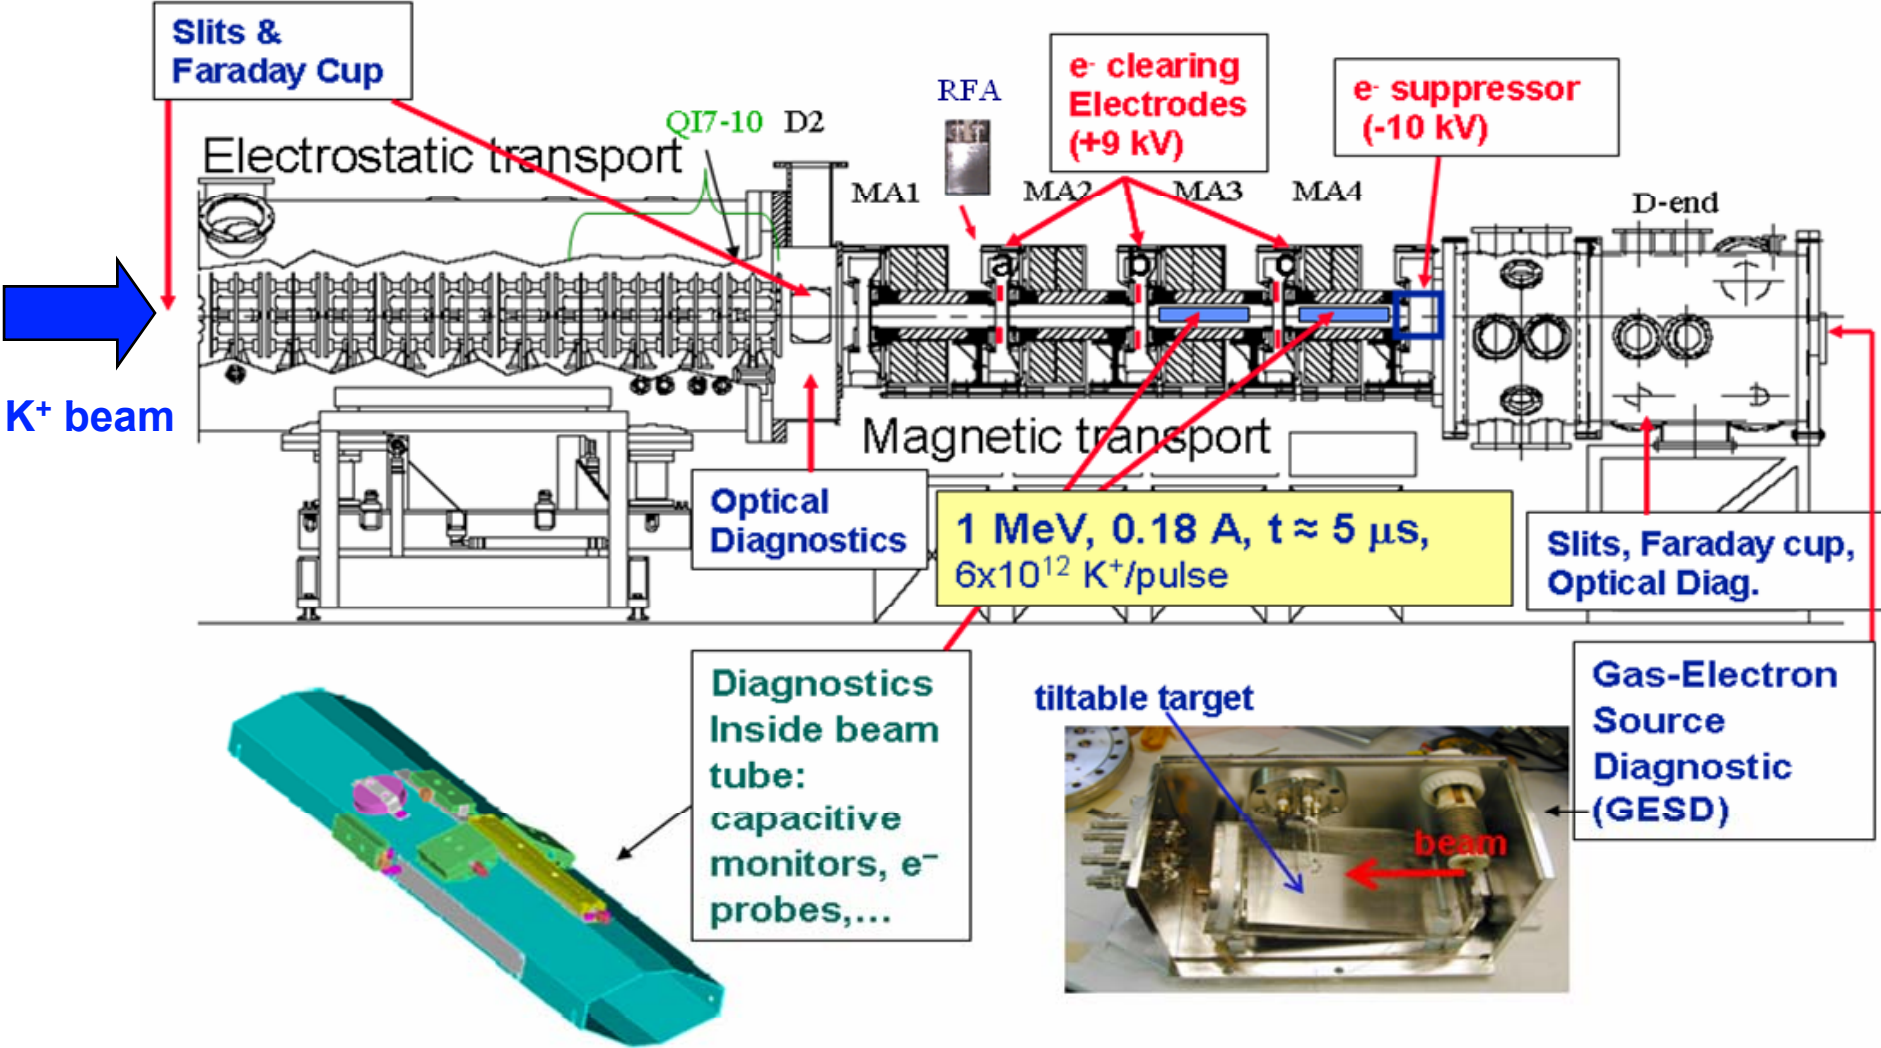 Slits &
Faraday Cup
Electrostatic transport
QI7-10
D2
MA1
RFA
MA2
e- clearing
Electrodes
(+9 kV)
MA3
MA4
e- suppressor
(-10 kV)
D-end
a
b
c
K+ beam
Magnetic transport
Optical
Diagnostics
1 MeV, 0.18 A, t ≈ 5 μs,
6x10¹² K⁺/pulse
Slits, Faraday cup,
Optical Diag.
Diagnostics
Inside beam
tube:
capacitive
monitors, e⁻
probes,...
tiltable target
beam
Gas-Electron
Source
Diagnostic
(GESD)